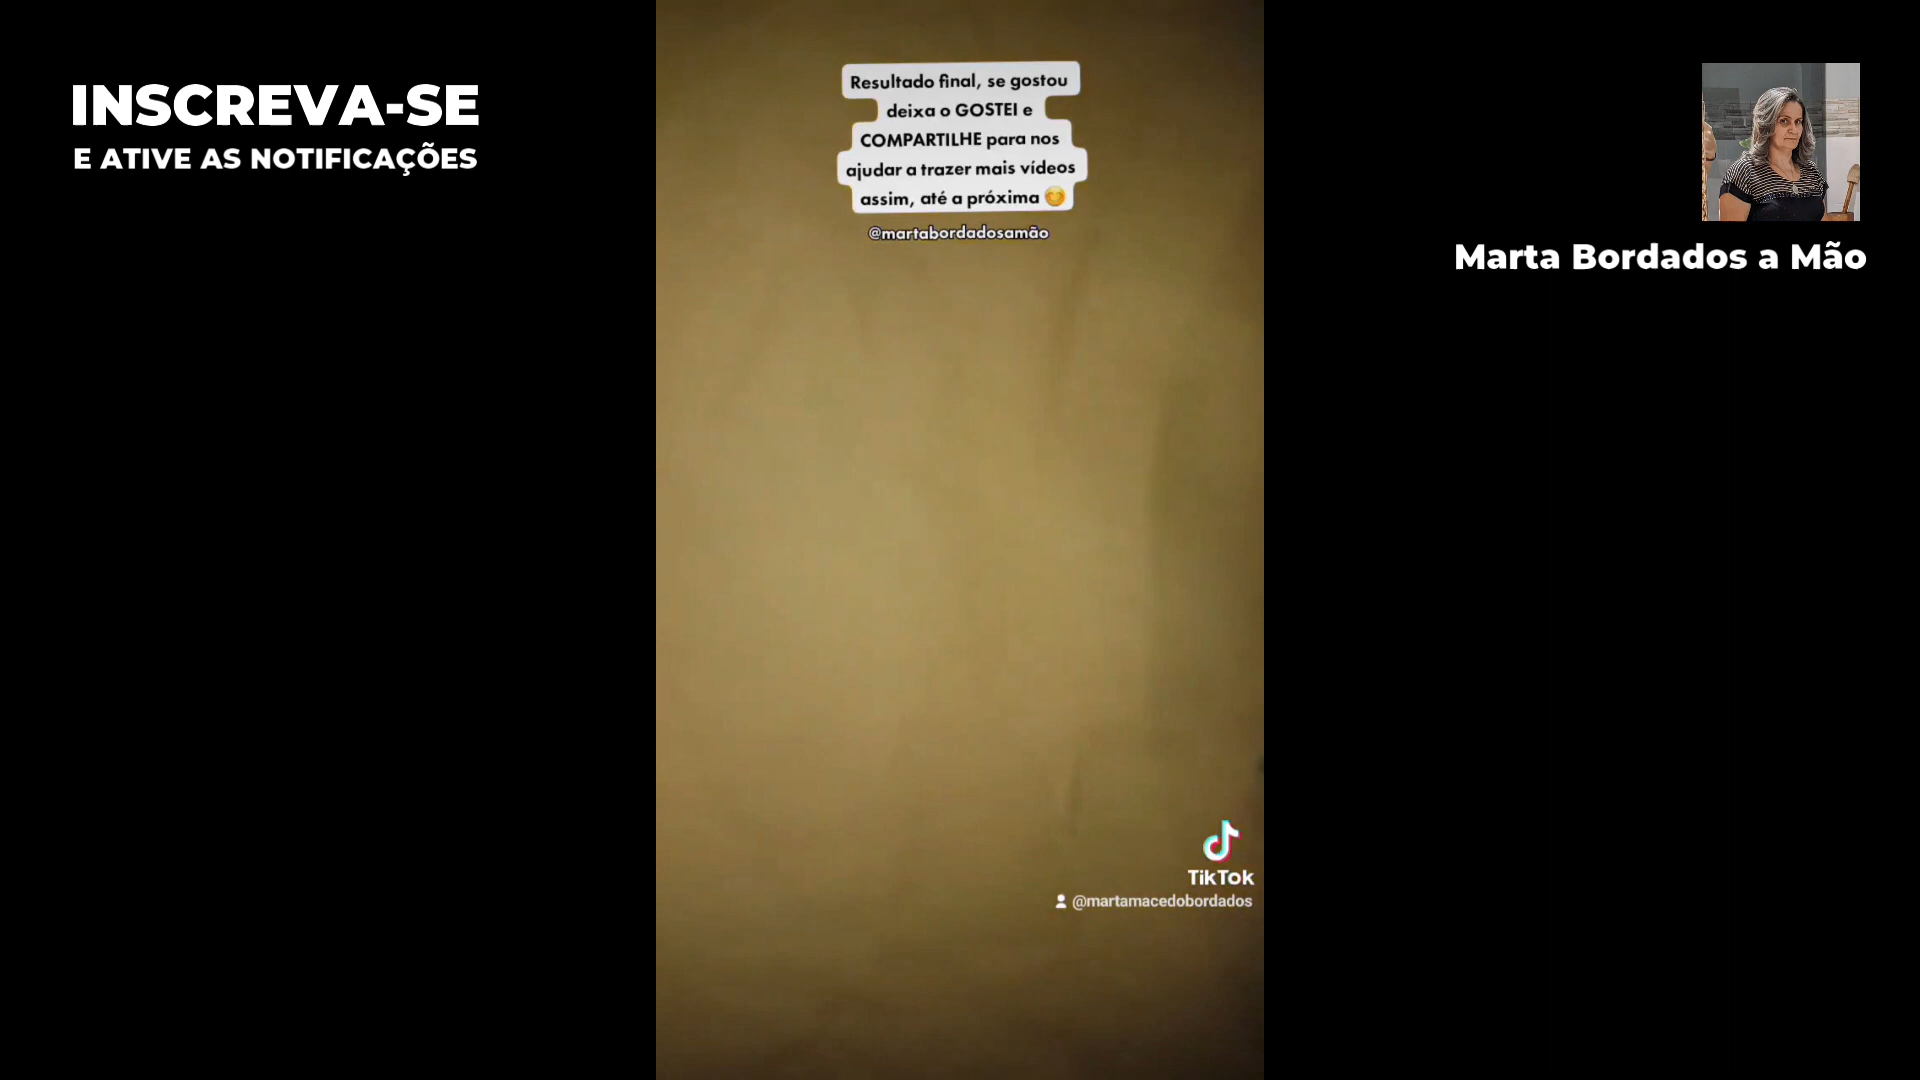 INSCREVA-SE
E ATIVE AS NOTIFICAÇÕES
Resultado final, se gostou
deixa o GOSTEI e
COMPARTILHE para nos
ajudar a trazer mais vídeos
assim, até a próxima 😊
@martabordadosamão
Marta Bordados a Mão
TikTok
@martamacedobordados